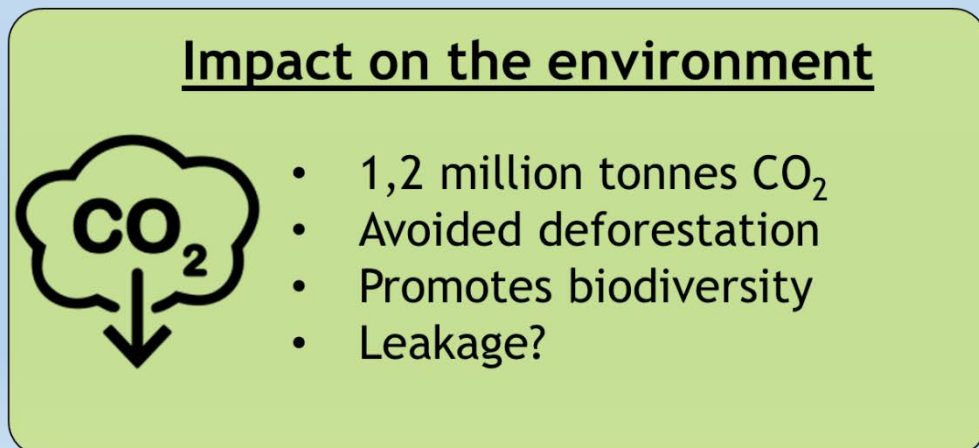 Impact on the environment
CO₂
• 1,2 million tonnes CO₂
• Avoided deforestation
• Promotes biodiversity
• Leakage?